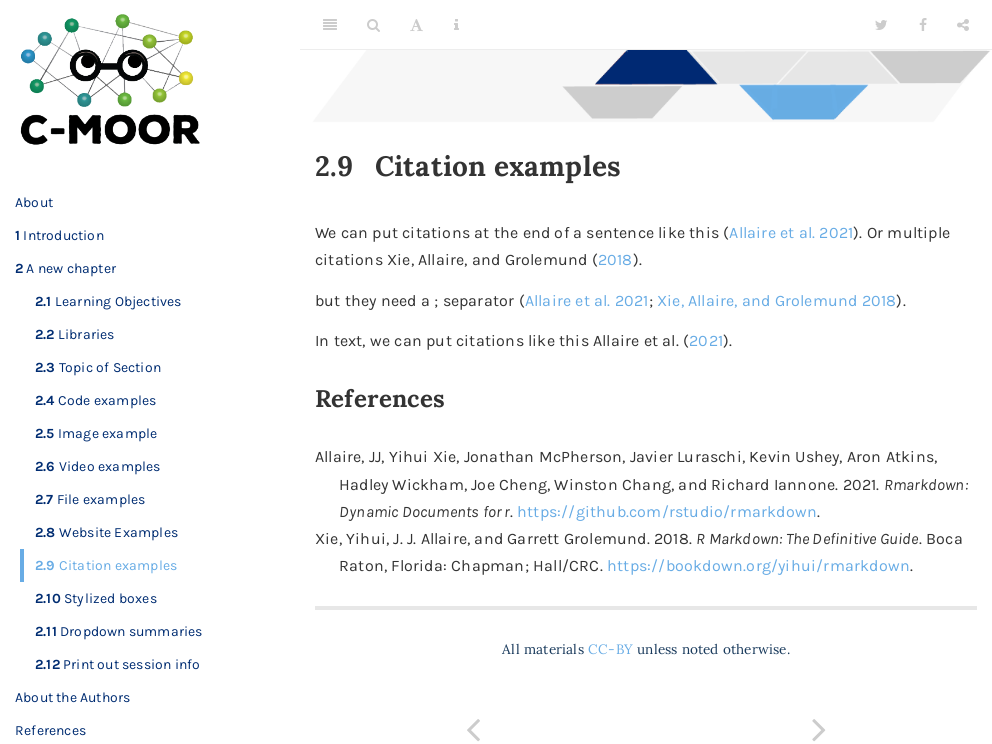 C-MOOR
About
1 Introduction
2 A new chapter
2.1 Learning Objectives
2.2 Libraries
2.3 Topic of Section
2.4 Code examples
2.5 Image example
2.6 Video examples
2.7 File examples
2.8 Website Examples
2.9 Citation examples
2.10 Stylized boxes
2.11 Dropdown summaries
2.12 Print out session info
About the Authors
References
2.9 Citation examples
We can put citations at the end of a sentence like this (Allaire et al. 2021). Or multiple
citations Xie, Allaire, and Grolemund (2018).
but they need a ; separator (Allaire et al. 2021; Xie, Allaire, and Grolemund 2018).
In text, we can put citations like this Allaire et al. (2021).
References
Allaire, JJ, Yihui Xie, Jonathan McPherson, Javier Luraschi, Kevin Ushey, Aron Atkins,
Hadley Wickham, Joe Cheng, Winston Chang, and Richard Iannone. 2021. Rmarkdown:
Dynamic Documents for r. https://github.com/rstudio/rmarkdown.
Xie, Yihui, J. J. Allaire, and Garrett Grolemund. 2018. R Markdown: The Definitive Guide. Boca
Raton, Florida: Chapman; Hall/CRC. https://bookdown.org/yihui/rmarkdown.
All materials CC-BY unless noted otherwise.